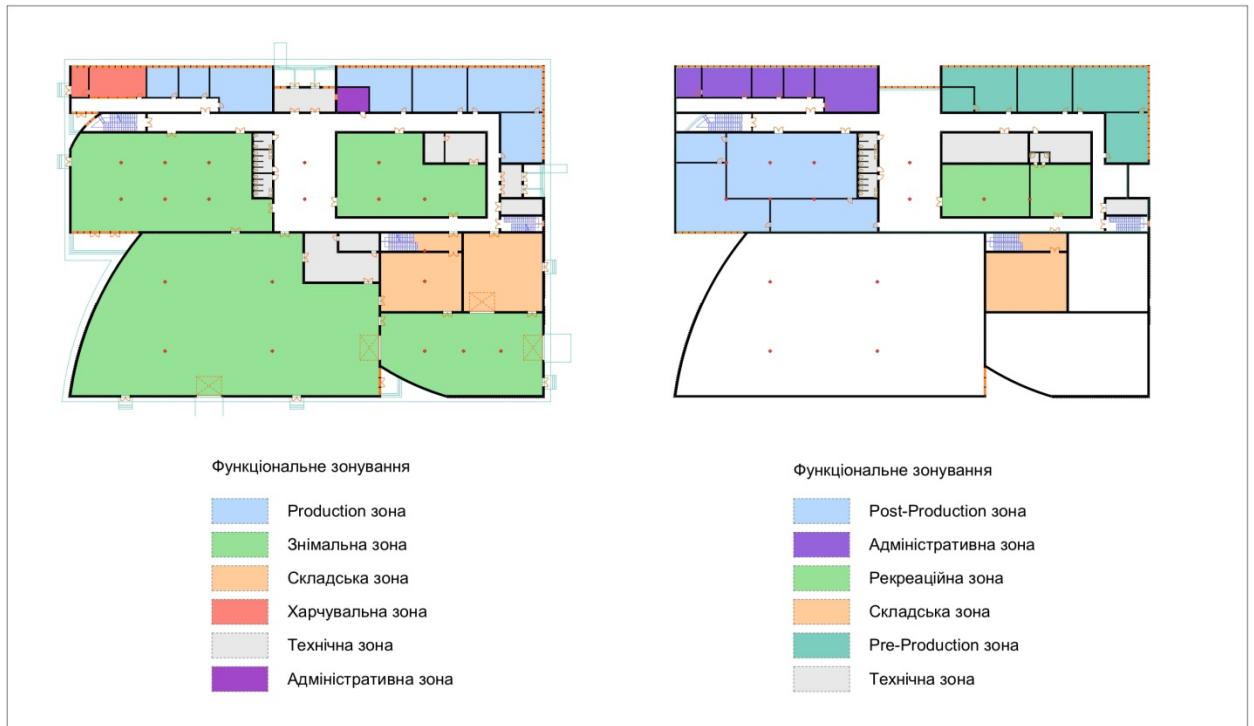 Функціональне зонування
Production зона
Знімальна зона
Складська зона
Харчувальна зона
Технічна зона
Адміністративна зона
Функціональне зонування
Post-Production зона
Адміністративна зона
Рекреаційна зона
Складська зона
Pre-Production зона
Технічна зона